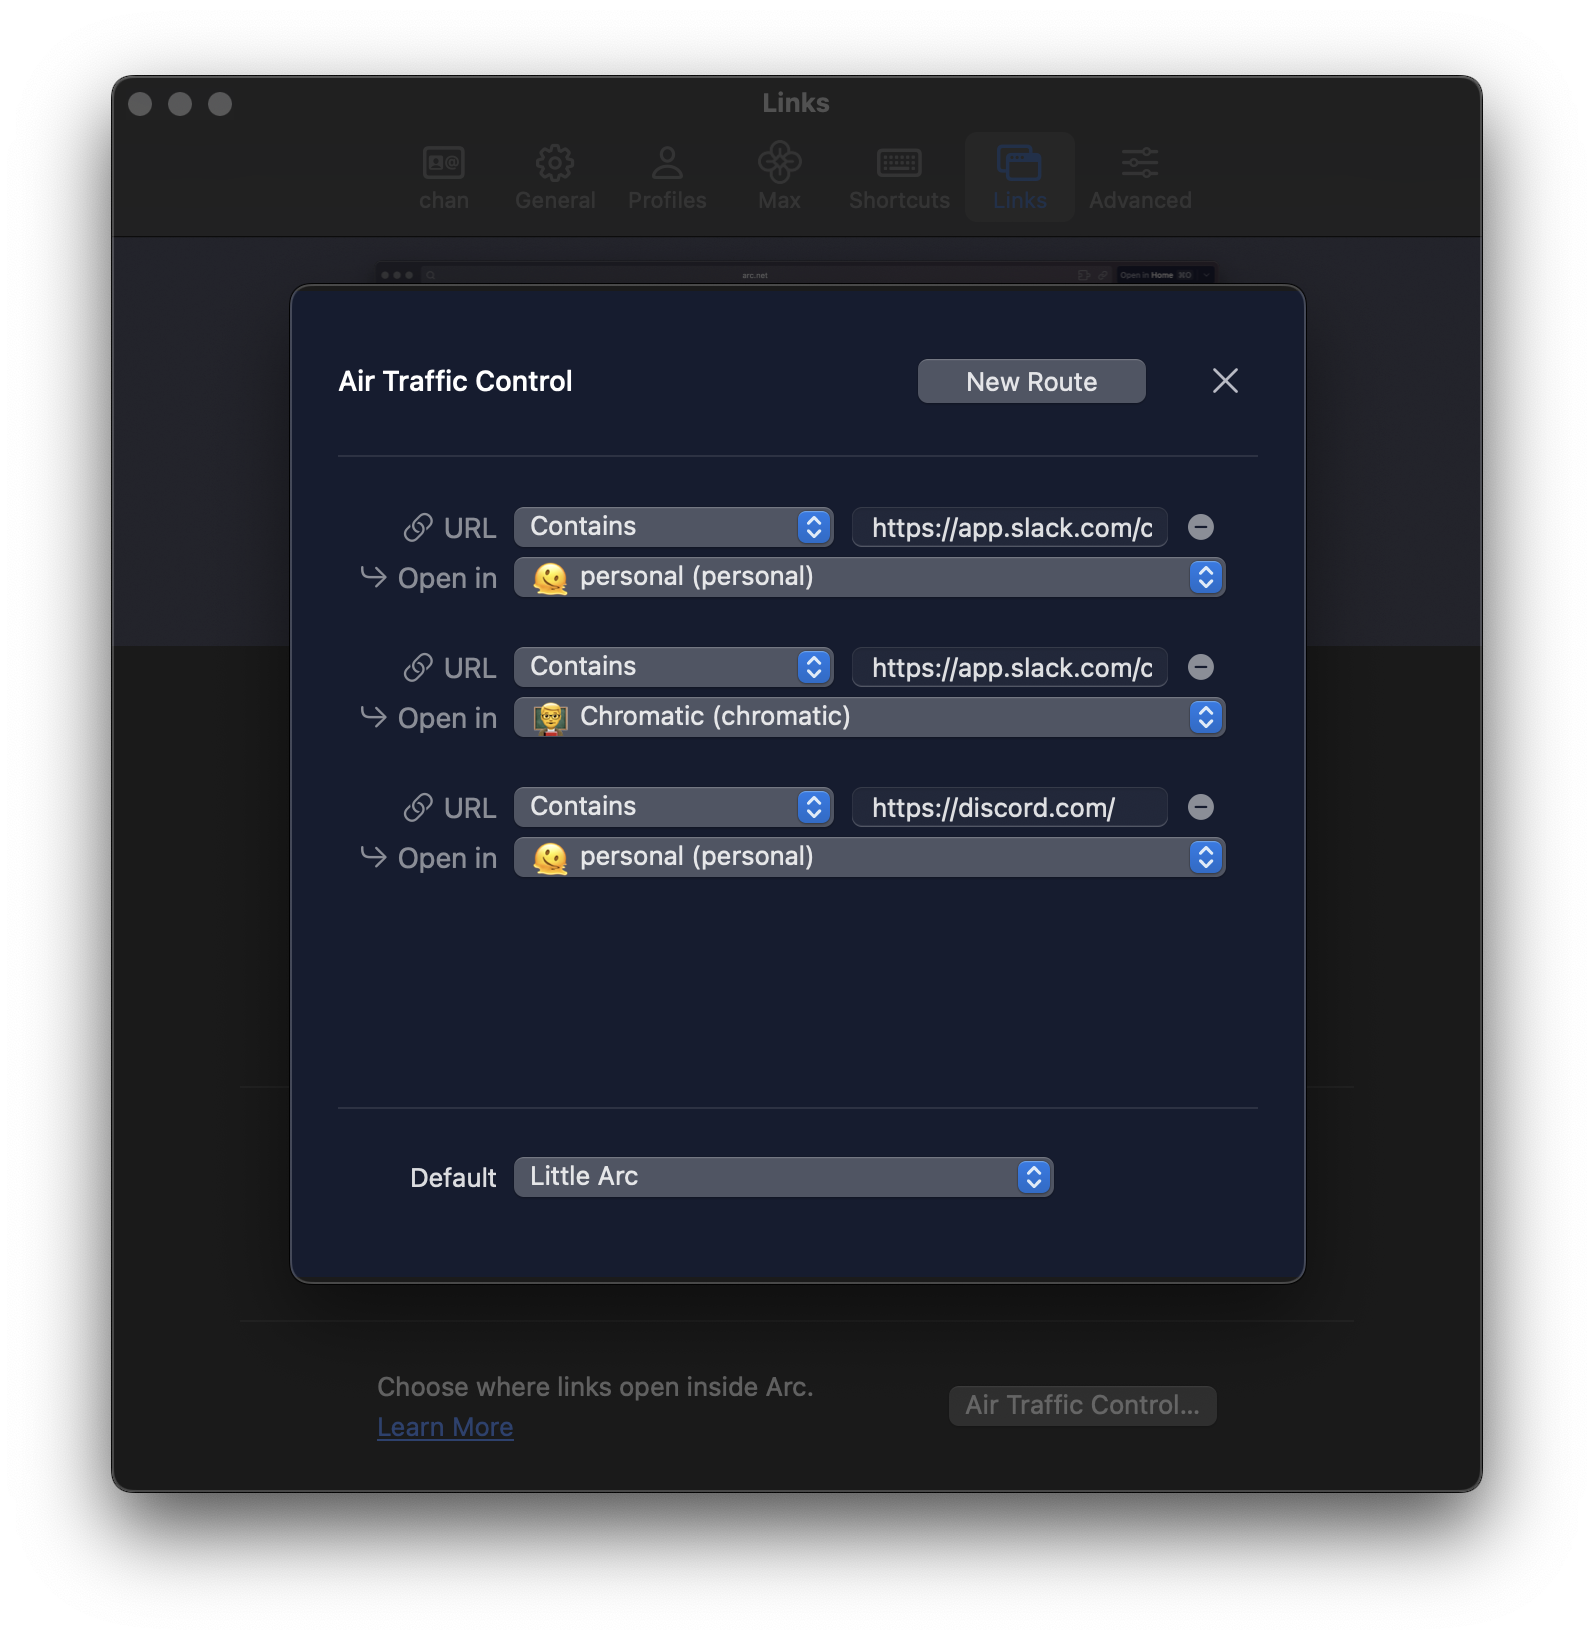 Links
chan General Profiles Max Shortcuts Links Advanced
arc.net Open in Home ⌘O
Air Traffic Control New Route
URL Contains https://app.slack.com/c
Open in personal (personal)
URL Contains https://app.slack.com/c
Open in Chromatic (chromatic)
URL Contains https://discord.com/
Open in personal (personal)
Default Little Arc
Choose where links open inside Arc.
Air Traffic Control...
Learn More